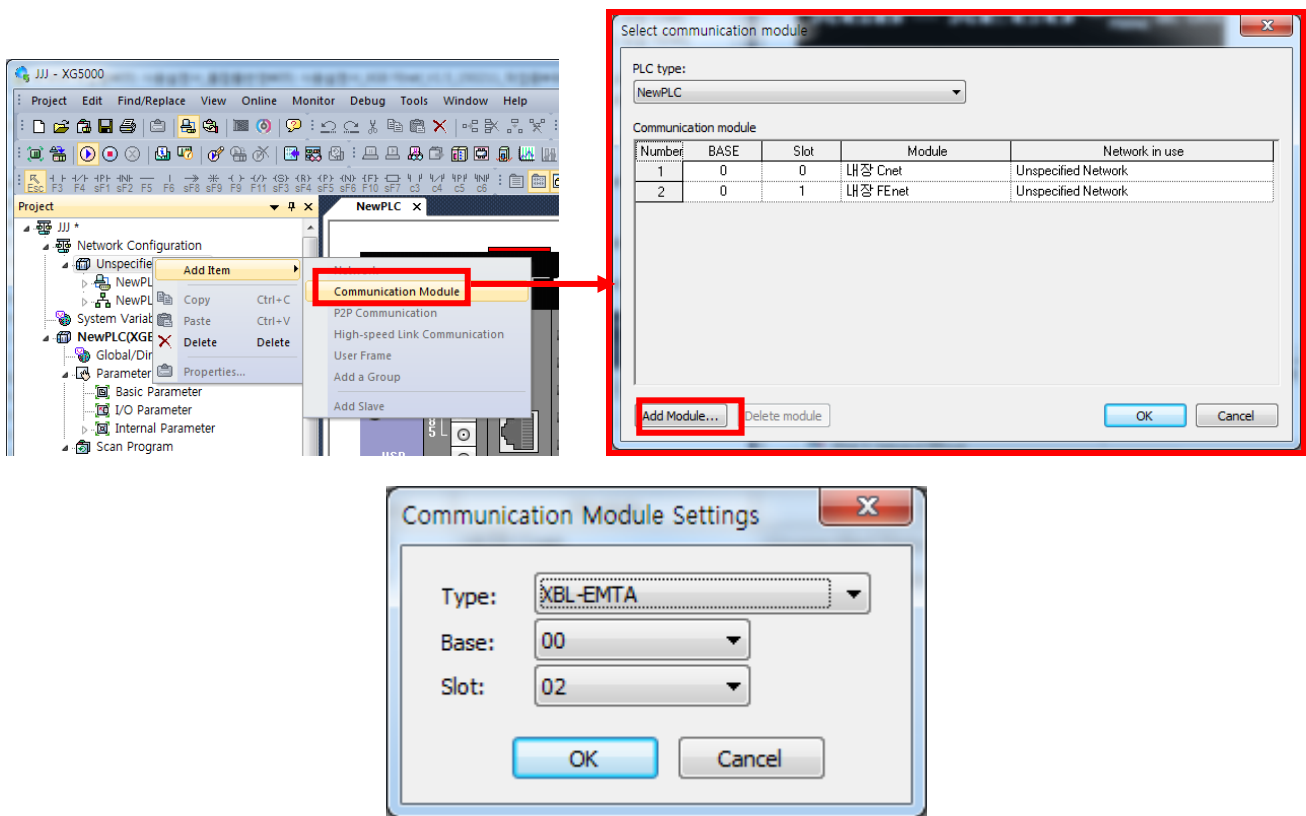 Select communication module
PLC type:
NewPLC
Communication module
Number BASE Slot Module Network in use
1 0 0 내장 Cnet Unspecified Network
2 0 1 내장 FEnet Unspecified Network
Add Module... Delete module OK Cancel
JJJ - XG5000
Project Edit Find/Replace View Online Monitor Debug Tools Window Help
Esc F3 F4 sF1 sF2 F5 F6 sF8 sF9 F9 F11 sF3 sF4 sF5 sF6 F10 sF7 c3 c4 c5 c6
Project
NewPLC
JJJ *
Network Configuration
Unspecifie
NewPL
NewPL
System Variab
NewPLC(XGB
Global/Dir
Parameter
Basic Parameter
I/O Parameter
Internal Parameter
Scan Program
Add Item
Copy Ctrl+C
Paste Ctrl+V
Delete Delete
Properties...
Communication Module
P2P Communication
High-speed Link Communication
User Frame
Add a Group
Add Slave
Communication Module Settings
Type: XBL-EMTA
Base: 00
Slot: 02
OK Cancel